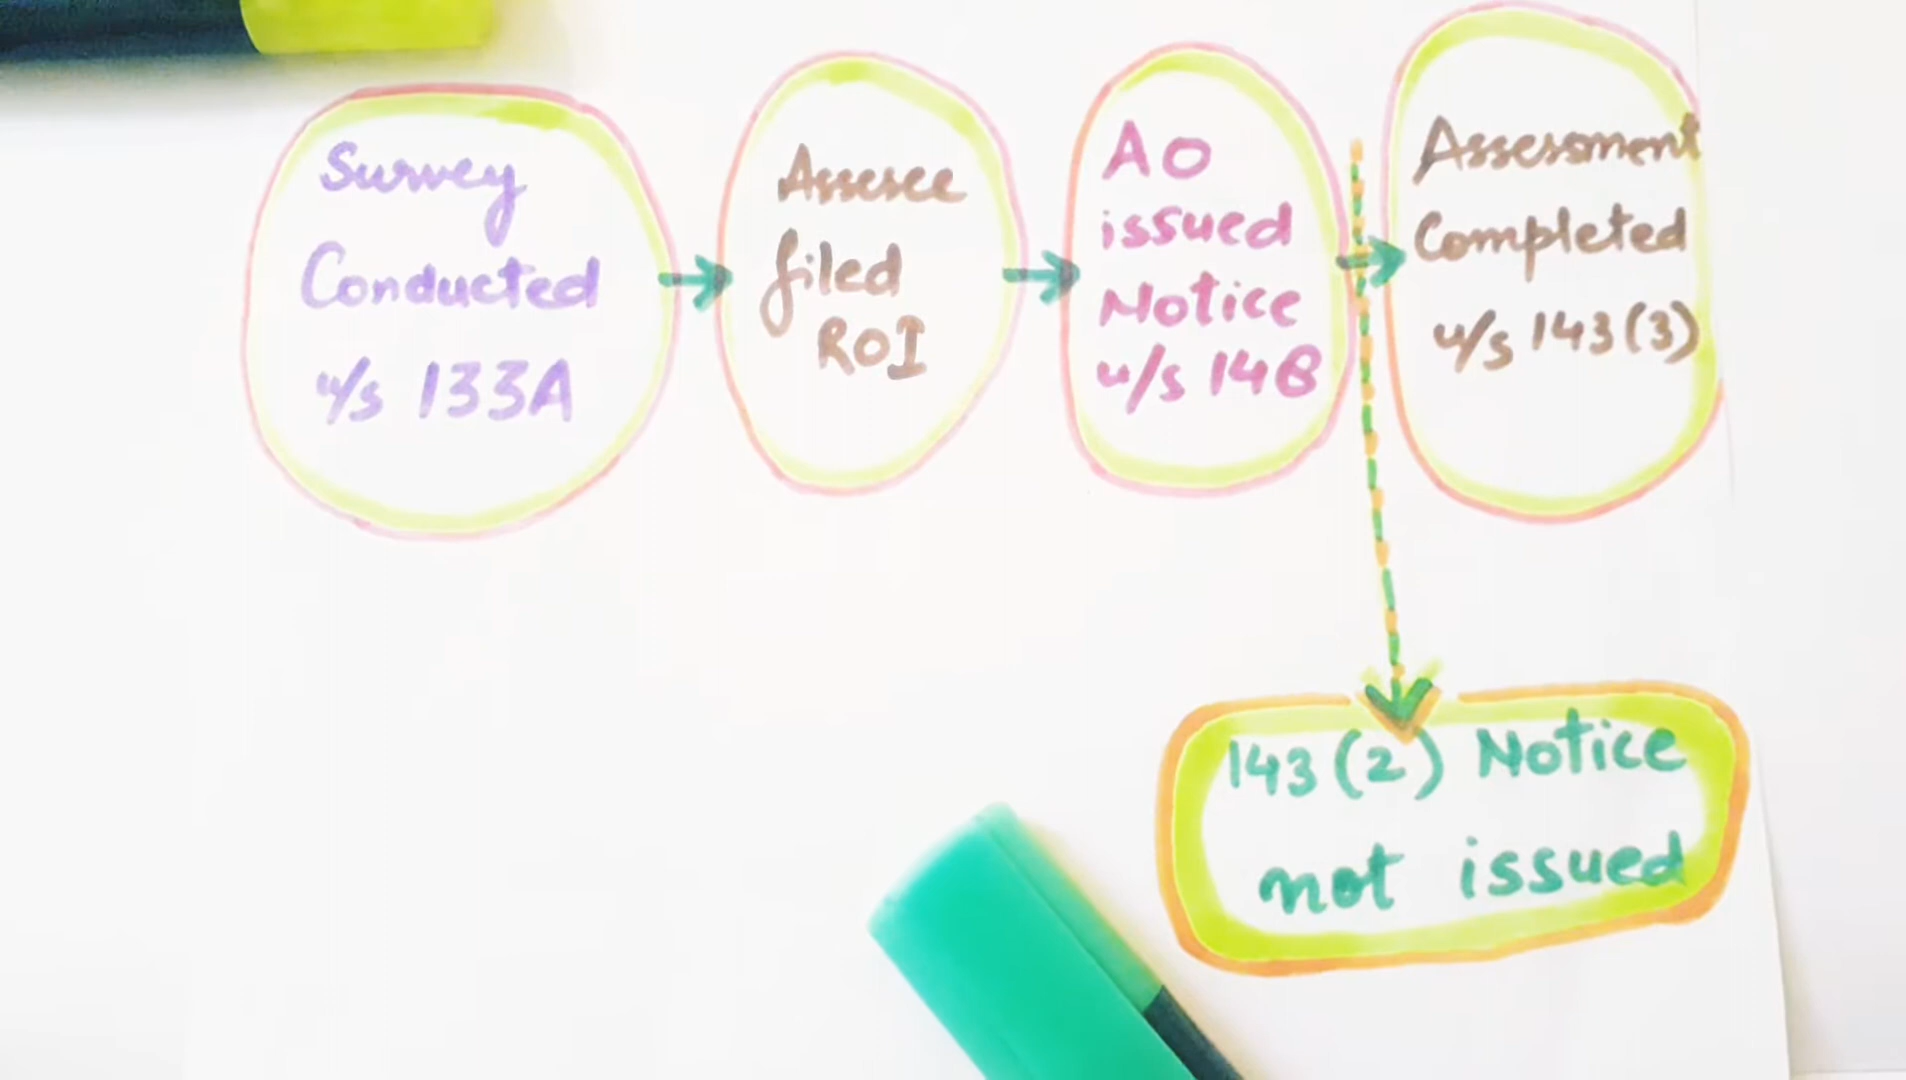 Survey
Conducted
u/s 133A
Assesee
filed
ROI
AO
issued
Notice
u/s 148
Assessment
Completed
u/s 143(3)
143(2) Notice
not issued